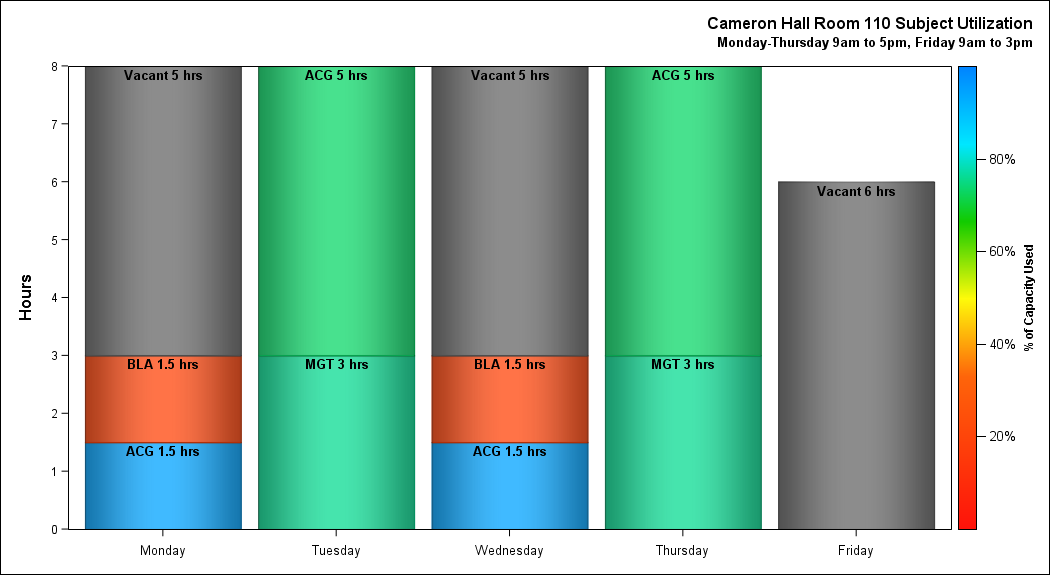 Cameron Hall Room 110 Subject Utilization
Monday-Thursday 9am to 5pm, Friday 9am to 3pm
Hours
8
7
6
5
4
3
2
1
0
Vacant 5 hrs
BLA 1.5 hrs
ACG 1.5 hrs
ACG 5 hrs
MGT 3 hrs
Vacant 5 hrs
BLA 1.5 hrs
ACG 1.5 hrs
ACG 5 hrs
MGT 3 hrs
Vacant 6 hrs
Monday
Tuesday
Wednesday
Thursday
Friday
80%
60%
40%
20%
% of Capacity Used